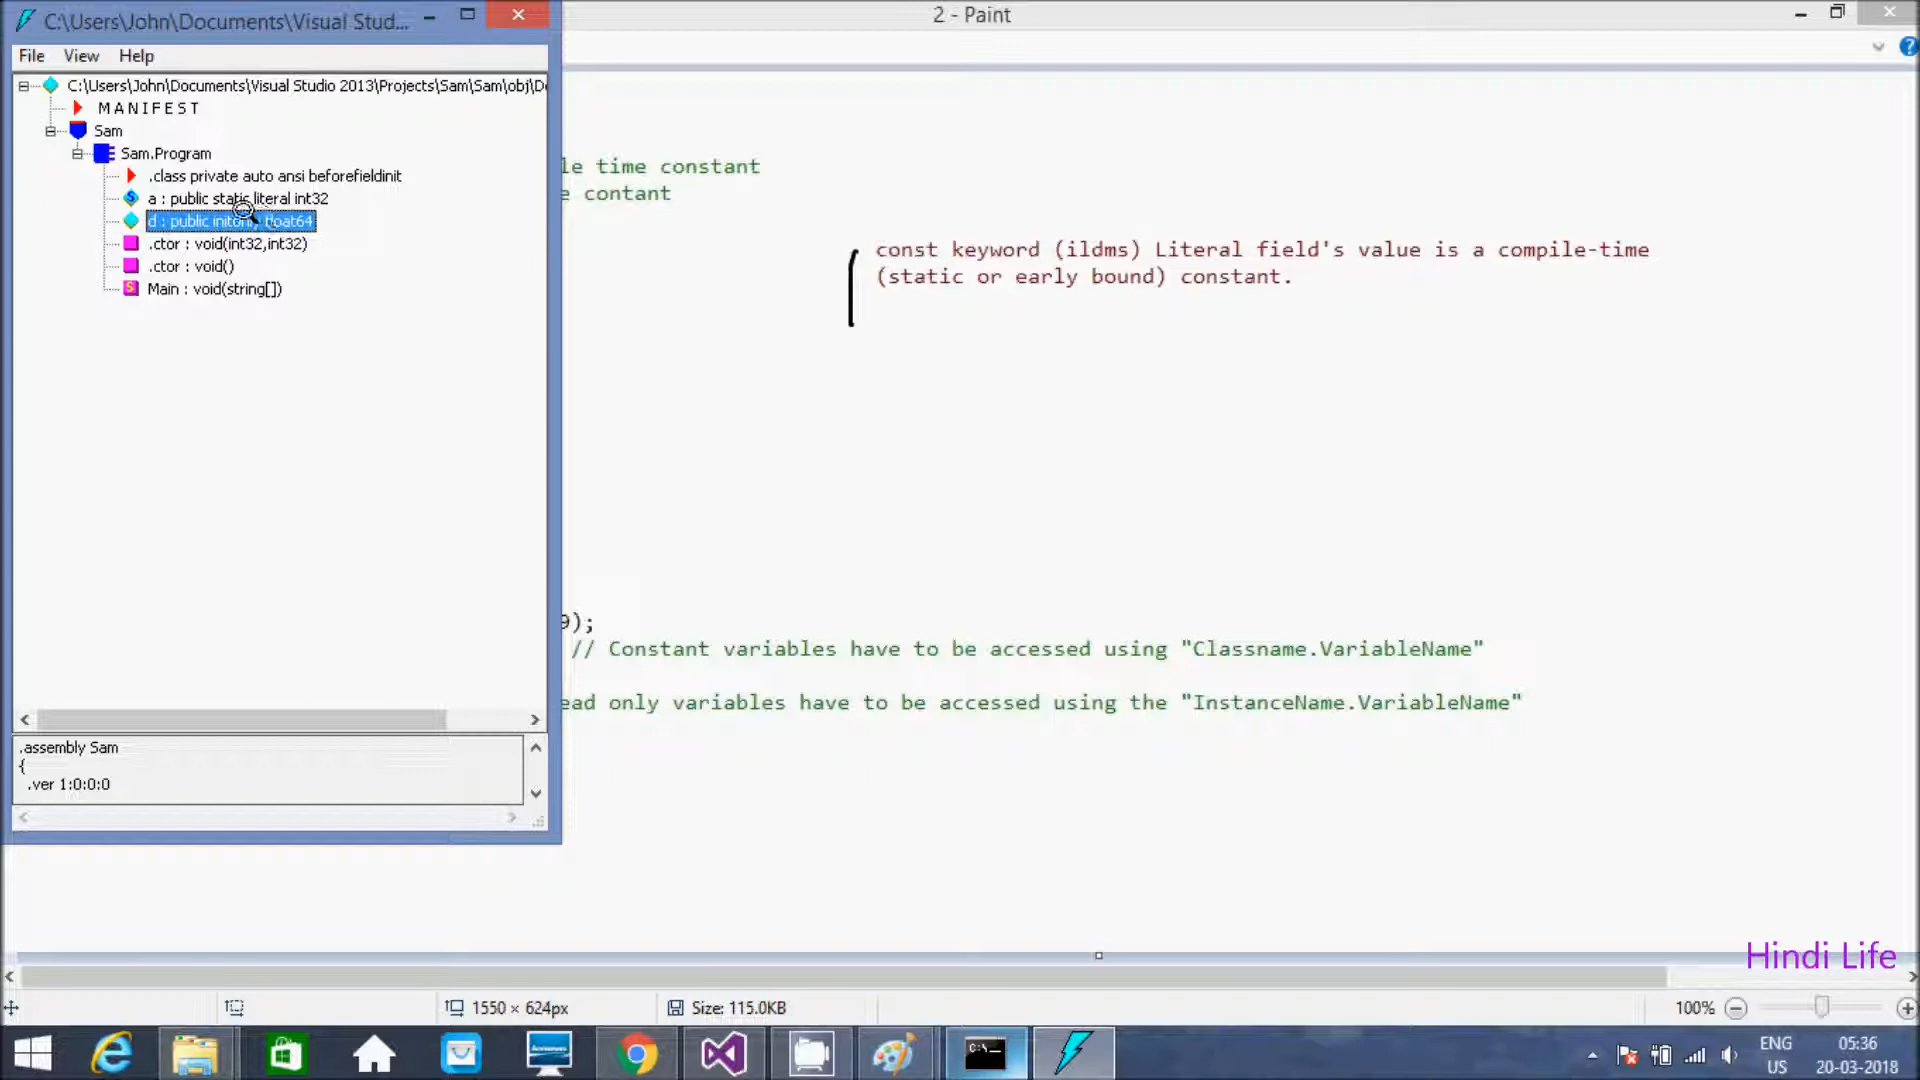 C:\Users\John\Documents\Visual Stud...
2 - Paint
File View Help
C:\Users\John\Documents\Visual Studio 2013\Projects\Sam\Sam\obj\D
MANIFEST
Sam
Sam.Program
.class private auto ansi beforefieldinit
a : public static literal int32
d : public initonly float64
.ctor : void(int32,int32)
.ctor : void()
Main : void(string[])
le time constant
e contant
const keyword (ildms) Literal field's value is a compile-time
(static or early bound) constant.
9);
// Constant variables have to be accessed using "Classname.VariableName"
ead only variables have to be accessed using the "InstanceName.VariableName"
.assembly Sam
{
.ver 1:0:0:0
Hindi Life
1550 × 624px
Size: 115.0KB
100%
ENG
US
05:36
20-03-2018